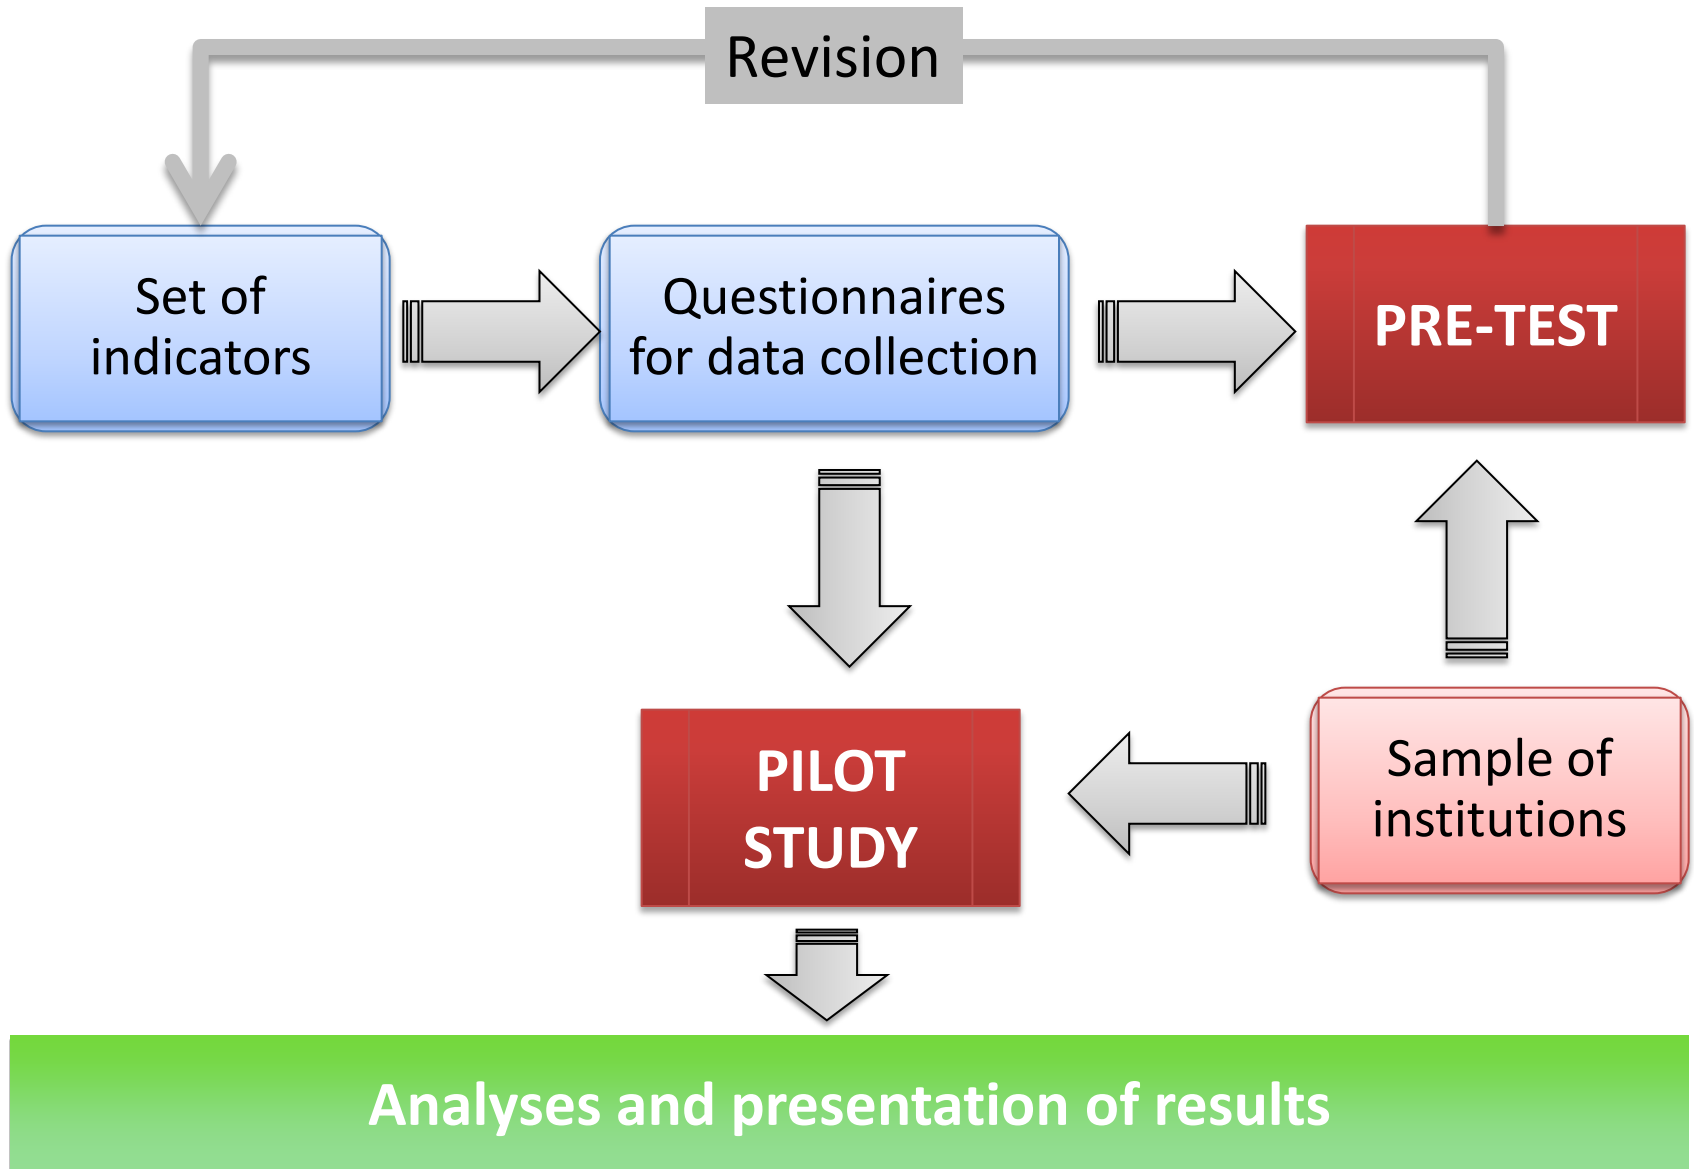 Revision
Set of
indicators
Questionnaires
for data collection
PRE-TEST
PILOT
STUDY
Sample of
institutions
Analyses and presentation of results